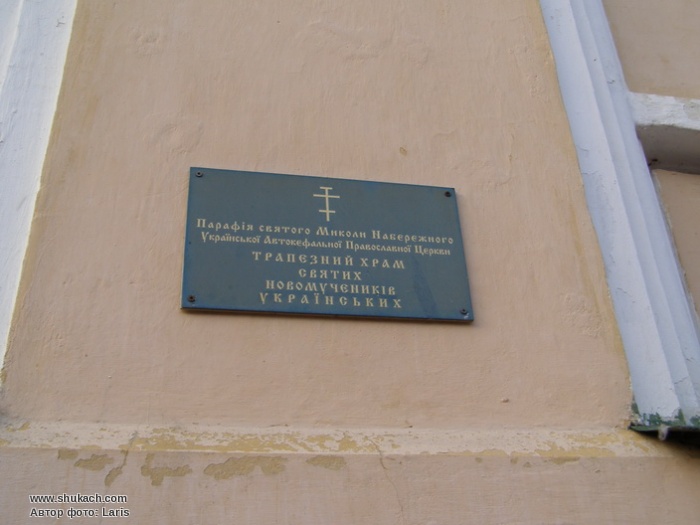 Парафія святого Миколи Набережного
Української Автокефальної Православної Церкви
ТРАПЕЗНИЙ ХРАМ
СВЯТИХ
НОВОМУЧЕНИКІВ
УКРАЇНСЬКИХ
www.shukach.com
Автор фото: Laris